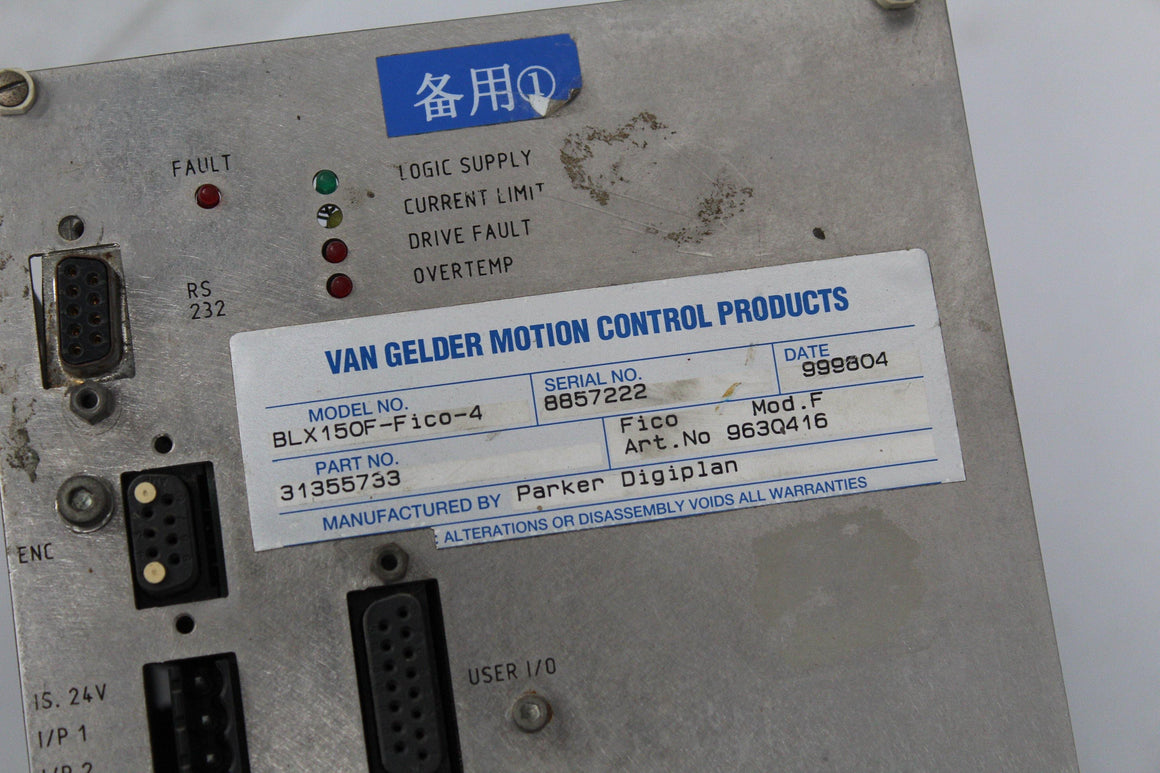 备用①
FAULT
LOGIC SUPPLY
CURRENT LIMIT
DRIVE FAULT
OVERTEMP
RS
232
VAN GELDER MOTION CONTROL PRODUCTS
MODEL NO.
BLX150F-Fico-4
SERIAL NO.
8857222
DATE
999804
PART NO.
31355733
Fico Mod.F
Art.No 963Q416
MANUFACTURED BY Parker Digiplan
: ALTERATIONS OR DISASSEMBLY VOIDS ALL WARRANTIES
ENC
USER I/O
IS. 24V
I/P 1
I/P 2